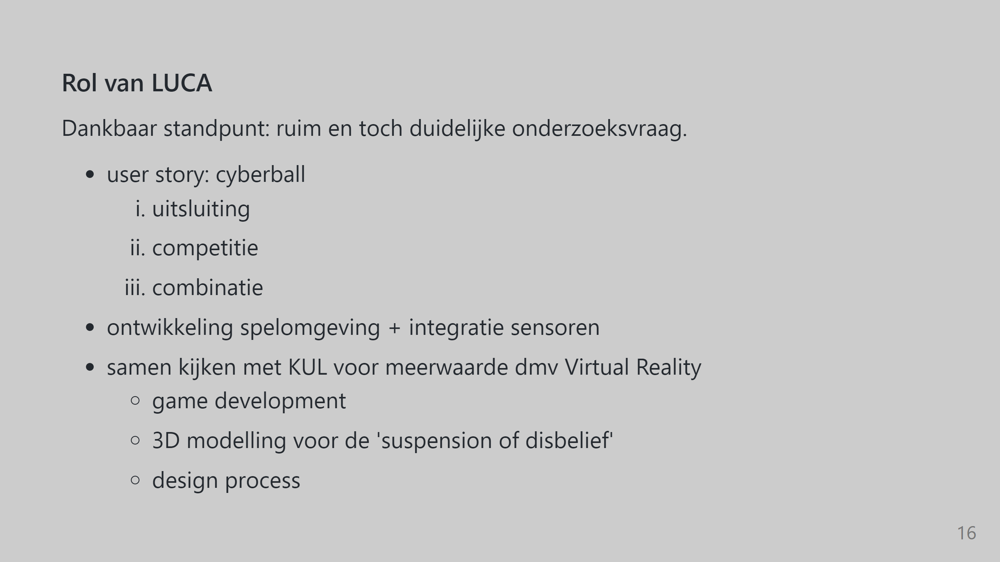 Rol van LUCA
Dankbaar standpunt: ruim en toch duidelijke onderzoeksvraag.
• user story: cyberball
i. uitsluiting
ii. competitie
iii. combinatie
• ontwikkeling spelomgeving + integratie sensoren
• samen kijken met KUL voor meerwaarde dmv Virtual Reality
○ game development
○ 3D modelling voor de 'suspension of disbelief'
○ design process
16